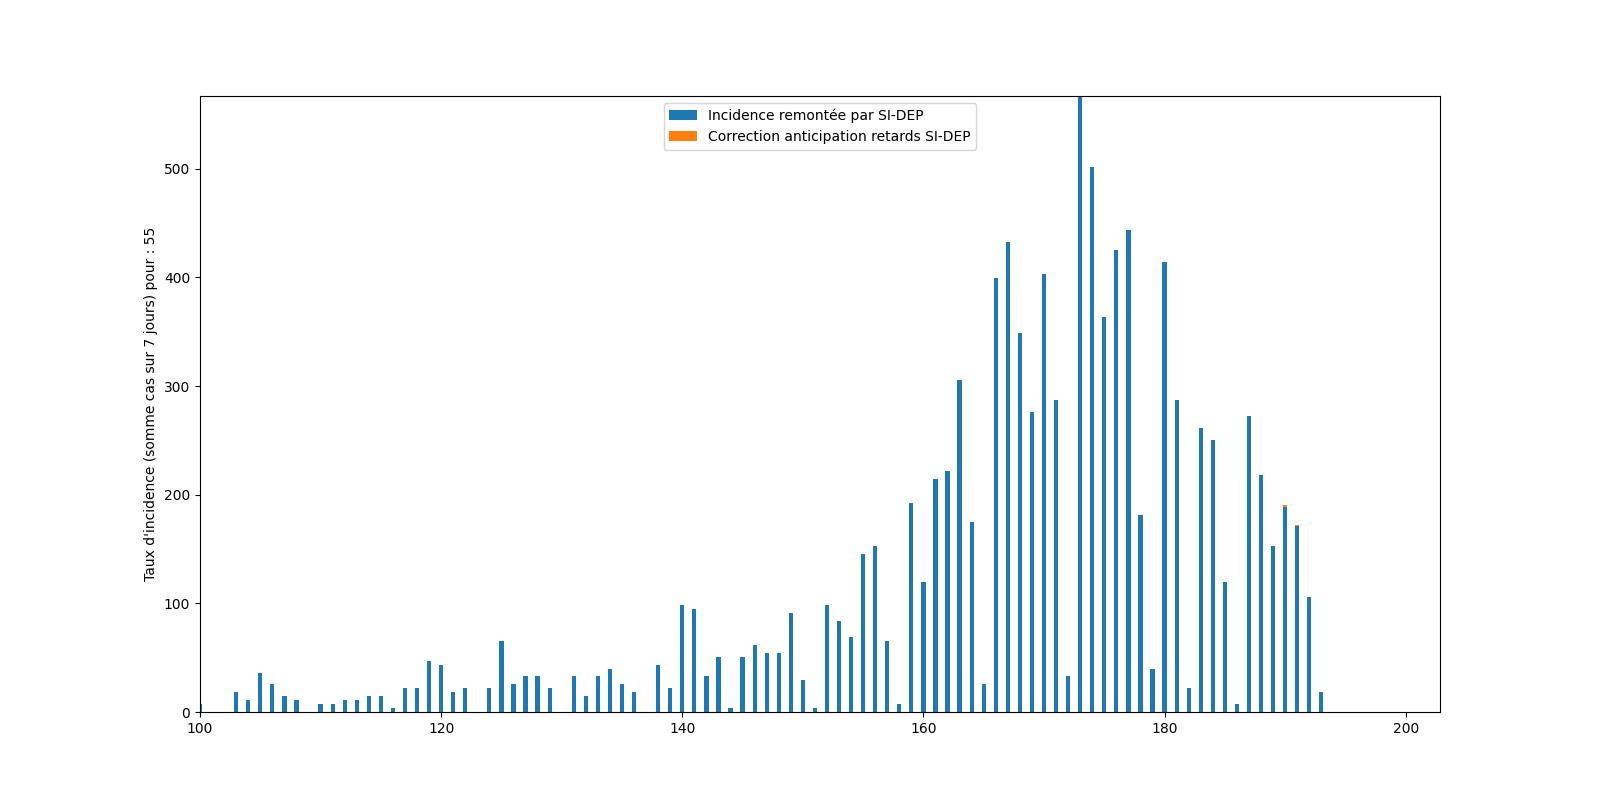 Incidence remontée par SI-DEP
Correction anticipation retards SI-DEP
Taux d'incidence (somme cas sur 7 jours) pour : 55
500
400
300
200
100
0
100 120 140 160 180 200